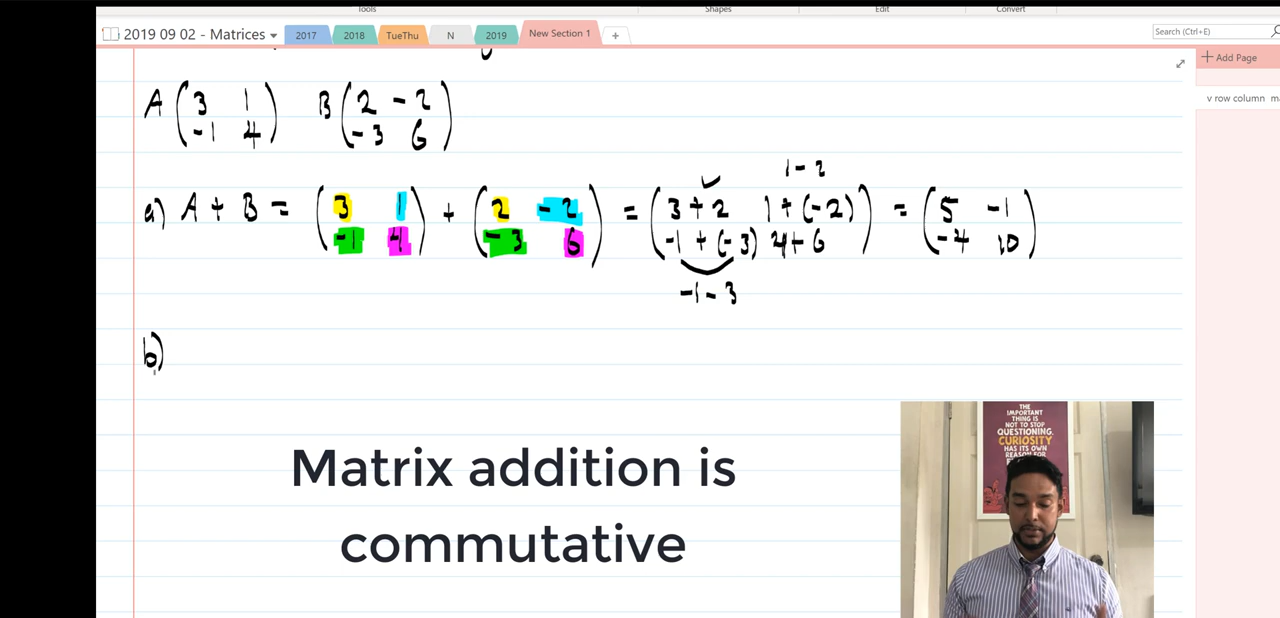 Tools Shapes Edit Convert
2019 09 02 - Matrices 2017 2018 TueThu N 2019 New Section 1 +
Search (Ctrl+E)
+ Add Page
v row column m
A (3 1 B (2 -2)
-1 4) (-3 6)
1 - 2
a) A + B = (3 1) + (2 -2) = (3 + 2 1 + (-2)) = (5 -1)
(-1 4) (-3 6) (-1 + (-3) 4 + 6) (-4 10)
-1 - 3
b)
Matrix addition is
commutative
THE
IMPORTANT
THING IS
NOT TO STOP
QUESTIONING.
CURIOSITY
HAS ITS OWN
REASON FOR